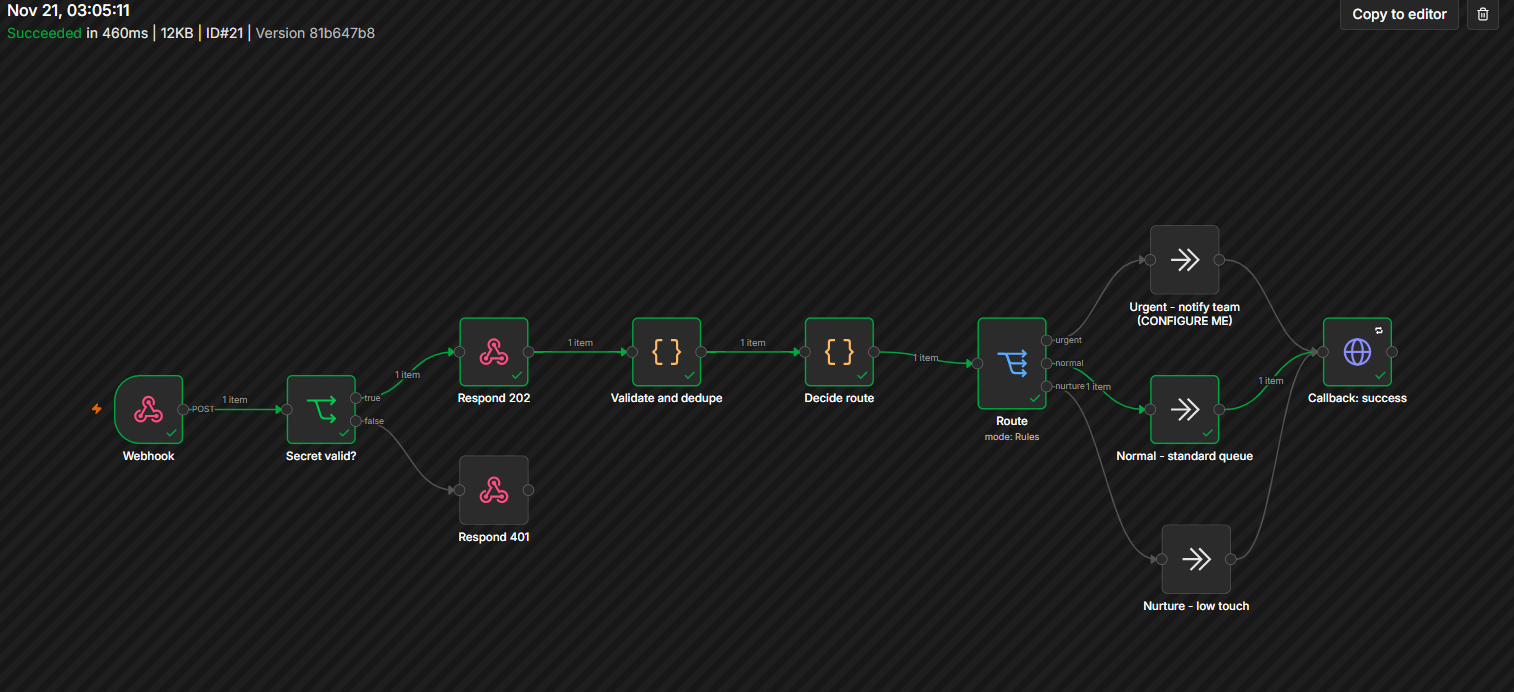 Nov 21, 03:05:11
Copy to editor
Succeeded in 460ms | 12KB | ID#21 | Version 81b647b8
Urgent - notify team
(CONFIGURE ME)
1 item
1 item
urgent
1 item
normal
1 item
1 item
nurture
1 item
1 item
POST
true
Respond 202
Validate and dedupe
Decide route
Callback: success
false
Route
mode: Rules
Webhook
Secret valid?
Normal - standard queue
Respond 401
Nurture - low touch